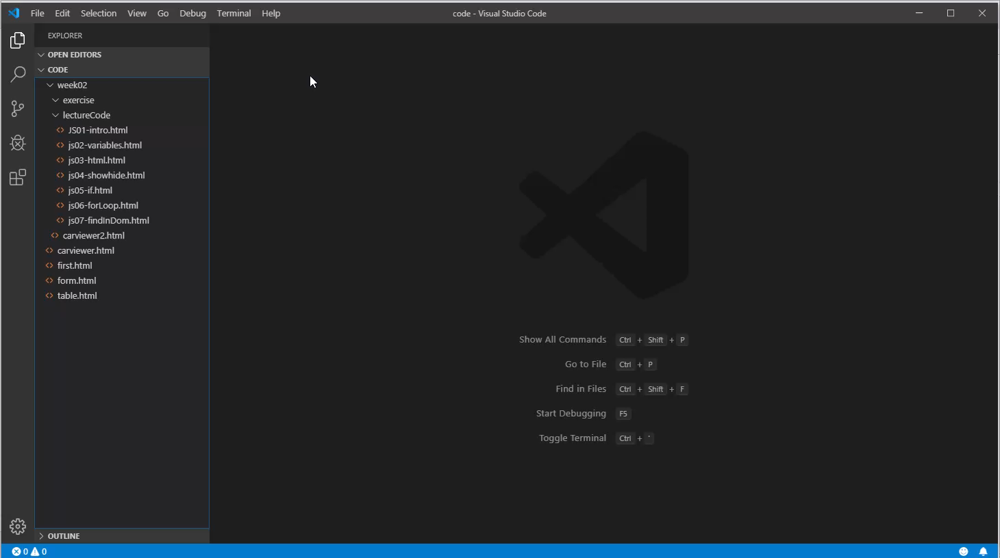 File Edit Selection View Go Debug Terminal Help code - Visual Studio Code
EXPLORER
OPEN EDITORS
CODE
week02
exercise
lectureCode
JS01-intro.html
js02-variables.html
js03-html.html
js04-showhide.html
js05-if.html
js06-forLoop.html
js07-findInDom.html
carviewer2.html
carviewer.html
first.html
form.html
table.html
Show All Commands Ctrl + Shift + P
Go to File Ctrl + P
Find in Files Ctrl + Shift + F
Start Debugging F5
Toggle Terminal Ctrl + `
OUTLINE
0 0